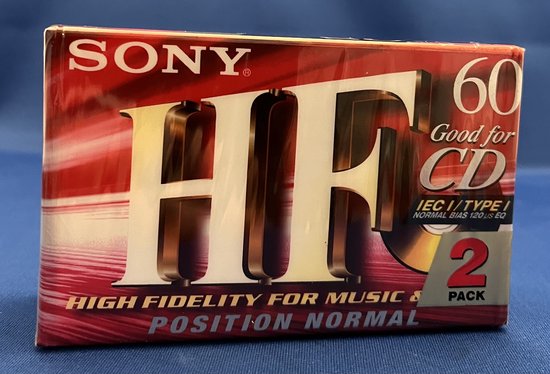 SONY®
HF
60
Good for
CD
IEC I / TYPE I
NORMAL BIAS 120 μs EQ
2
PACK
HIGH FIDELITY FOR MUSIC &
POSITION NORMAL